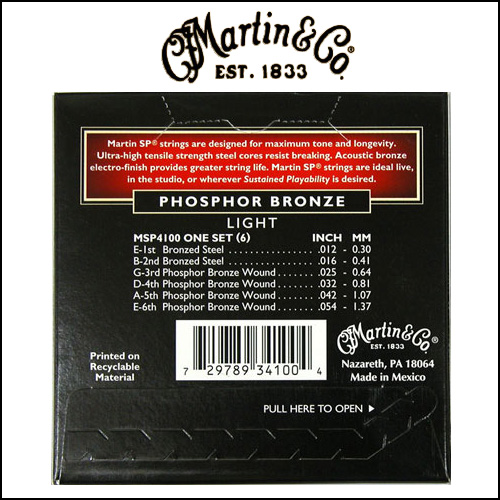 Martin & Co.
EST. 1833
Martin SP® strings are designed for maximum tone and longevity.
Ultra-high tensile strength steel cores resist breaking. Acoustic bronze
electro-finish provides greater string life. Martin SP® strings are ideal live,
in the studio, or wherever Sustained Playability is desired.
PHOSPHOR BRONZE
LIGHT
MSP4100 ONE SET (6) INCH MM
E-1st Bronzed Steel .012 - 0.30
B-2nd Bronzed Steel .016 - 0.41
G-3rd Phosphor Bronze Wound .025 - 0.64
D-4th Phosphor Bronze Wound .032 - 0.81
A-5th Phosphor Bronze Wound .042 - 1.07
E-6th Phosphor Bronze Wound .054 - 1.37
Printed on
Recyclable
Material
7 29789 34100 4
Martin & Co.
EST. 1833
Nazareth, PA 18064
Made in Mexico
PULL HERE TO OPEN